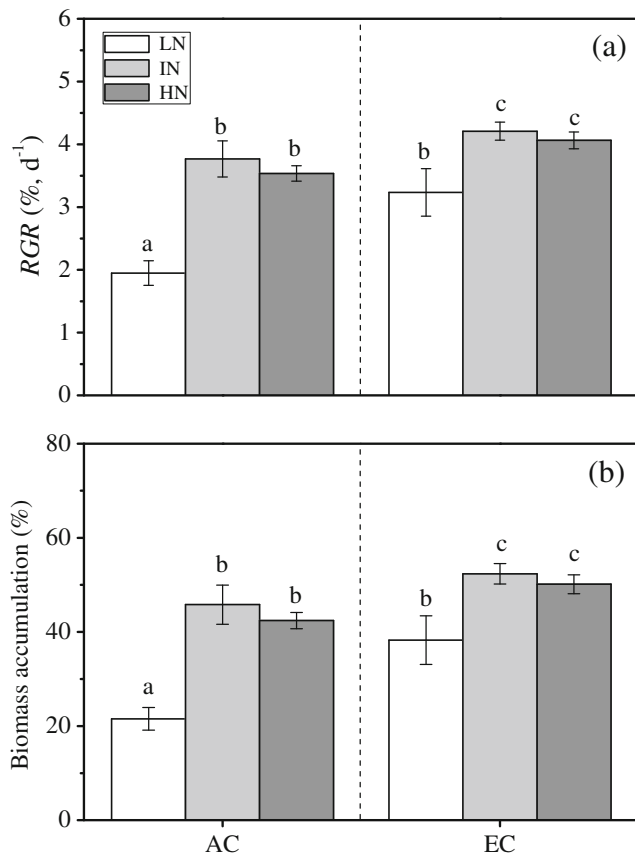 6
5
4
3
2
1
0
RGR (%, d-1)
LN
IN
HN
(a)
a
b
b
b
c
c
80
60
40
20
0
Biomass accumulation (%)
(b)
a
b
b
b
c
c
AC
EC